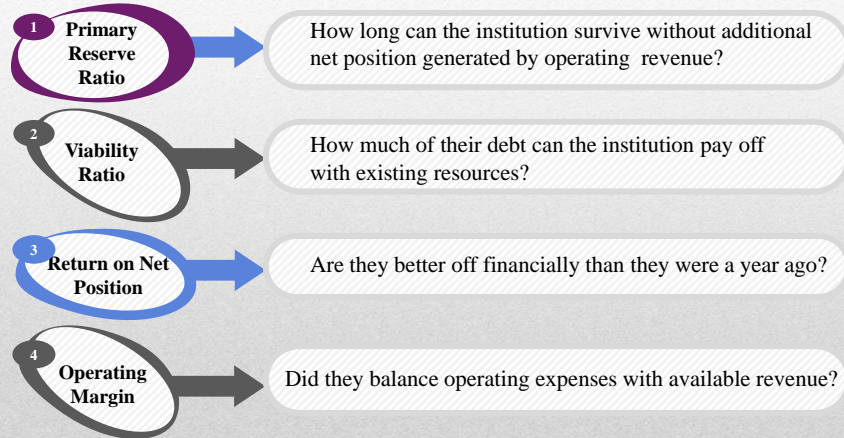 1
Primary
Reserve
Ratio
How long can the institution survive without additional
net position generated by operating revenue?
2
Viability
Ratio
How much of their debt can the institution pay off
with existing resources?
3
Return on Net
Position
Are they better off financially than they were a year ago?
4
Operating
Margin
Did they balance operating expenses with available revenue?